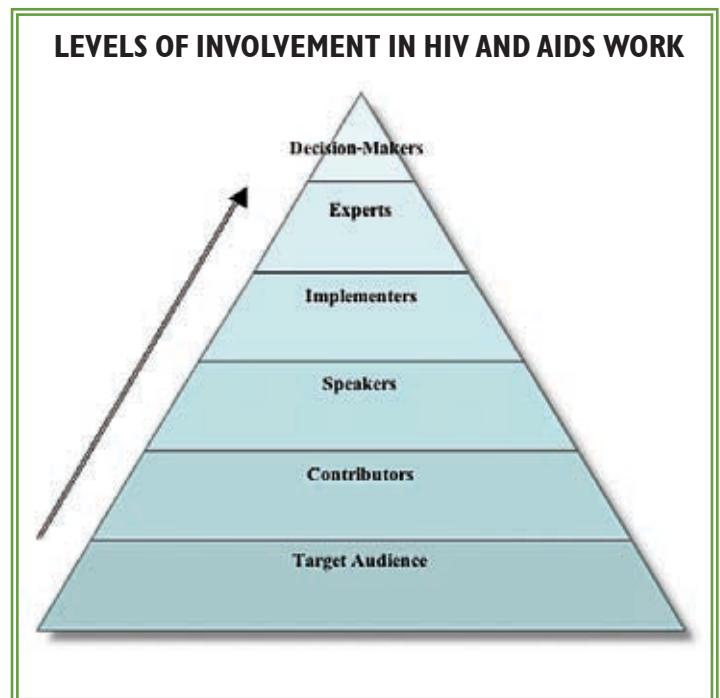 LEVELS OF INVOLVEMENT IN HIV AND AIDS WORK
Decision-Makers
Experts
Implementers
Speakers
Contributors
Target Audience